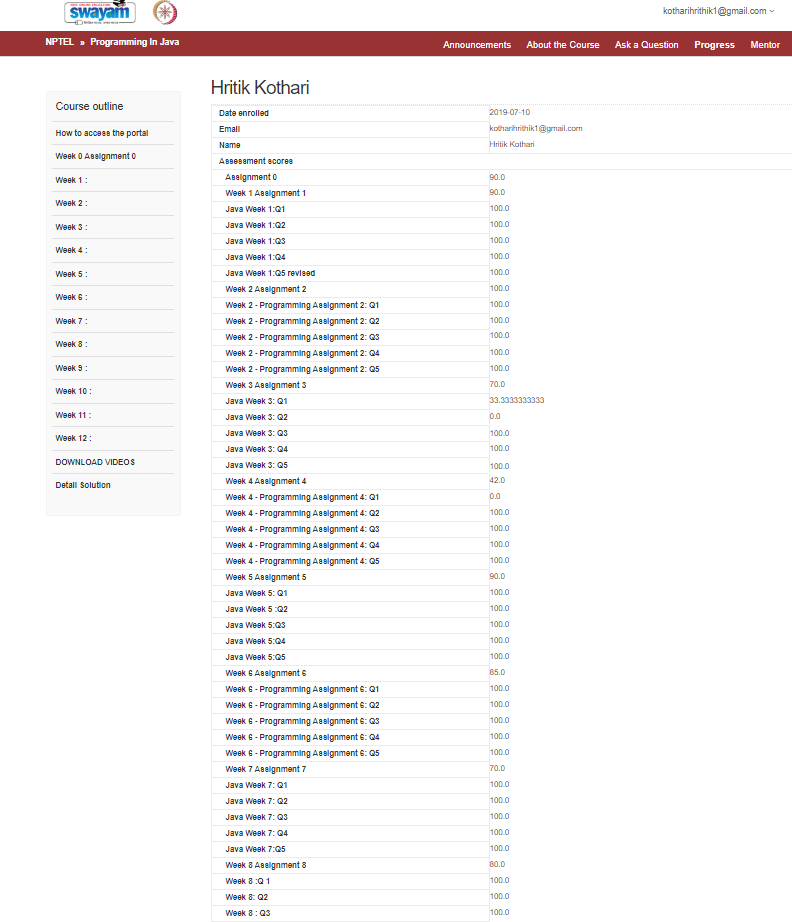 swayam
kotharihrithik1@gmail.com
NPTEL » Programming In Java
Announcements About the Course Ask a Question Progress Mentor
Course outline
How to access the portal
Week 0 Assignment 0
Week 1 :
Week 2 :
Week 3 :
Week 4 :
Week 5 :
Week 6 :
Week 7 :
Week 8 :
Week 9 :
Week 10 :
Week 11 :
Week 12 :
DOWNLOAD VIDEOS
Detail Solution
Hritik Kothari
Date enrolled 2019-07-10
Email kotharihrithik1@gmail.com
Name Hritik Kothari
Assessment scores
Assignment 0 90.0
Week 1 Assignment 1 90.0
Java Week 1:Q1 100.0
Java Week 1:Q2 100.0
Java Week 1:Q3 100.0
Java Week 1:Q4 100.0
Java Week 1:Q5 revised 100.0
Week 2 Assignment 2 100.0
Week 2 - Programming Assignment 2: Q1 100.0
Week 2 - Programming Assignment 2: Q2 100.0
Week 2 - Programming Assignment 2: Q3 100.0
Week 2 - Programming Assignment 2: Q4 100.0
Week 2 - Programming Assignment 2: Q5 100.0
Week 3 Assignment 3 70.0
Java Week 3: Q1 33.3333333333
Java Week 3: Q2 0.0
Java Week 3: Q3 100.0
Java Week 3: Q4 100.0
Java Week 3: Q5 100.0
Week 4 Assignment 4 42.0
Week 4 - Programming Assignment 4: Q1 0.0
Week 4 - Programming Assignment 4: Q2 100.0
Week 4 - Programming Assignment 4: Q3 100.0
Week 4 - Programming Assignment 4: Q4 100.0
Week 4 - Programming Assignment 4: Q5 100.0
Week 5 Assignment 5 90.0
Java Week 5: Q1 100.0
Java Week 5 :Q2 100.0
Java Week 5:Q3 100.0
Java Week 5:Q4 100.0
Java Week 5:Q5 100.0
Week 6 Assignment 6 85.0
Week 6 - Programming Assignment 6: Q1 100.0
Week 6 - Programming Assignment 6: Q2 100.0
Week 6 - Programming Assignment 6: Q3 100.0
Week 6 - Programming Assignment 6: Q4 100.0
Week 6 - Programming Assignment 6: Q5 100.0
Week 7 Assignment 7 70.0
Java Week 7: Q1 100.0
Java Week 7: Q2 100.0
Java Week 7: Q3 100.0
Java Week 7: Q4 100.0
Java Week 7:Q5 100.0
Week 8 Assignment 8 80.0
Week 8 :Q 1 100.0
Week 8: Q2 100.0
Week 8 : Q3 100.0